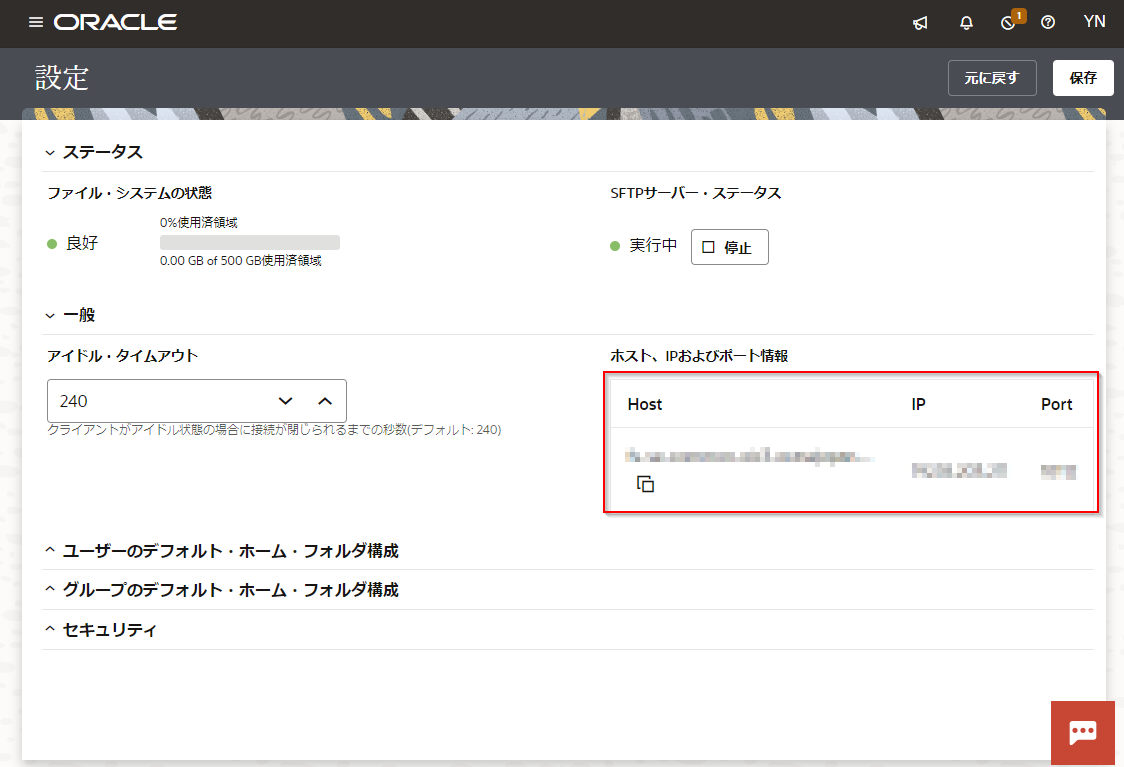 ORACLE
1
YN
設定
元に戻す
保存
ステータス
ファイル・システムの状態
SFTPサーバー・ステータス
良好
0%使用済領域
0.00 GB of 500 GB使用済領域
実行中
停止
一般
アイドル・タイムアウト
ホスト、IPおよびポート情報
240
クライアントがアイドル状態の場合に接続が閉じられるまでの秒数(デフォルト: 240)
Host IP Port
ユーザーのデフォルト・ホーム・フォルダ構成
グループのデフォルト・ホーム・フォルダ構成
セキュリティ